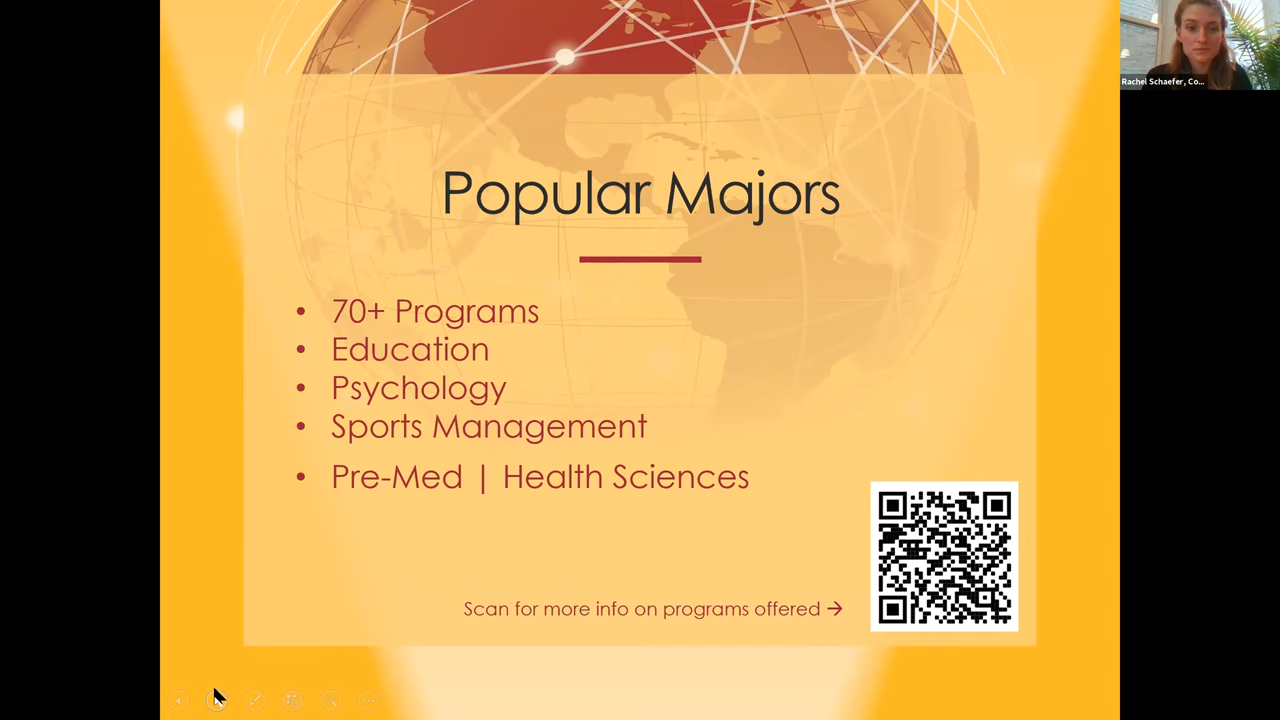 Rachel Schaefer, Co...
Popular Majors
• 70+ Programs
• Education
• Psychology
• Sports Management
• Pre-Med | Health Sciences
Scan for more info on programs offered →